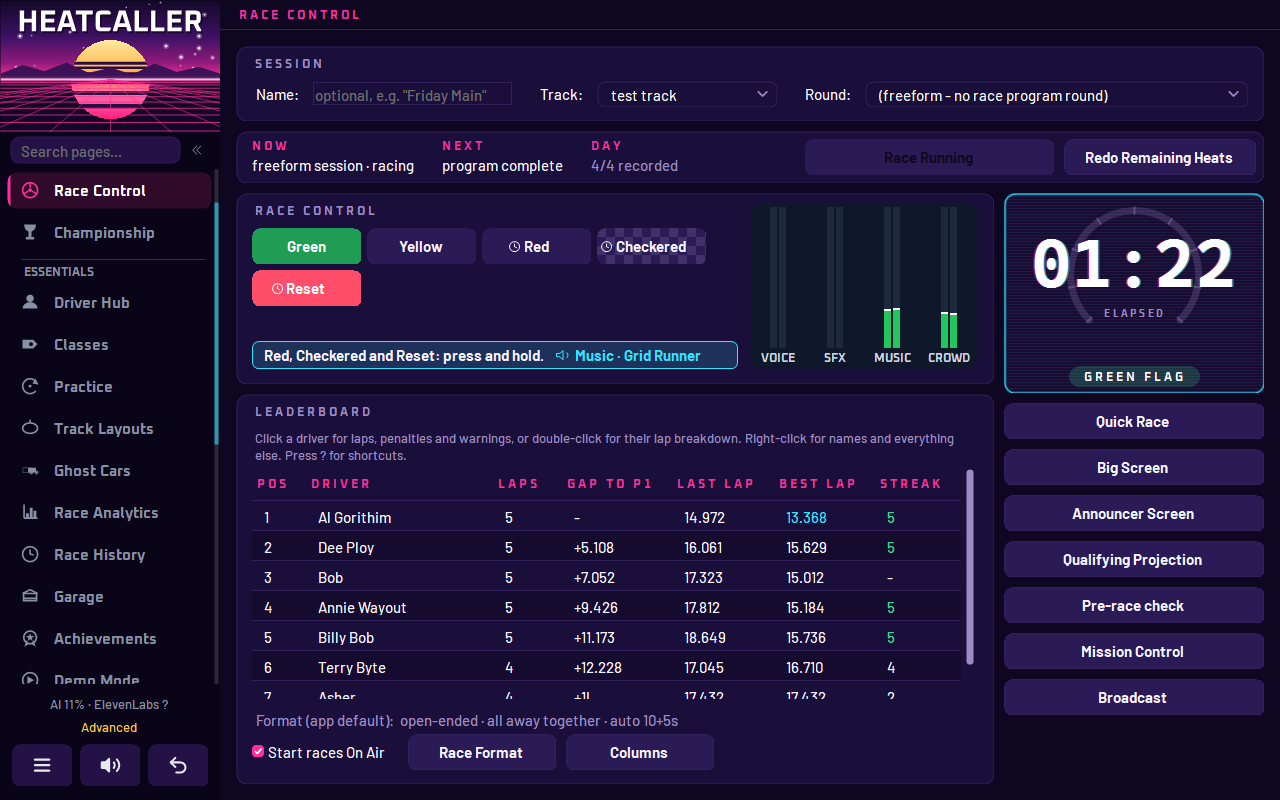 HEATCALLER
Search pages...
Race Control
Championship
ESSENTIALS
Driver Hub
Classes
Practice
Track Layouts
Ghost Cars
Race Analytics
Race History
Garage
Achievements
Demo Mode
AI 11% · ElevenLabs ?
Advanced
RACE CONTROL
SESSION
Name: optional, e.g. "Friday Main" Track: test track Round: (freeform - no race program round)
NOW NEXT DAY
freeform session · racing program complete 4/4 recorded
Race Running Redo Remaining Heats
RACE CONTROL
Green Yellow Red Checkered
Reset
Red, Checkered and Reset: press and hold. Music · Grid Runner
VOICE SFX MUSIC CROWD
01:22
ELAPSED
GREEN FLAG
LEADERBOARD
Click a driver for laps, penalties and warnings, or double-click for their lap breakdown. Right-click for names and everything
else. Press ? for shortcuts.
POS DRIVER LAPS GAP TO P1 LAST LAP BEST LAP STREAK
1 Al Gorithim 5 - 14.972 13.368 5
2 Dee Ploy 5 +5.108 16.061 15.629 5
3 Bob 5 +7.052 17.323 15.012 -
4 Annie Wayout 5 +9.426 17.812 15.184 5
5 Billy Bob 5 +11.173 18.649 15.736 5
6 Terry Byte 4 +12.228 17.045 16.710 4
7 Asher 4 +1L 17.432 17.432 2
Format (app default): open-ended · all away together · auto 10+5s
Start races On Air Race Format Columns
Quick Race
Big Screen
Announcer Screen
Qualifying Projection
Pre-race check
Mission Control
Broadcast